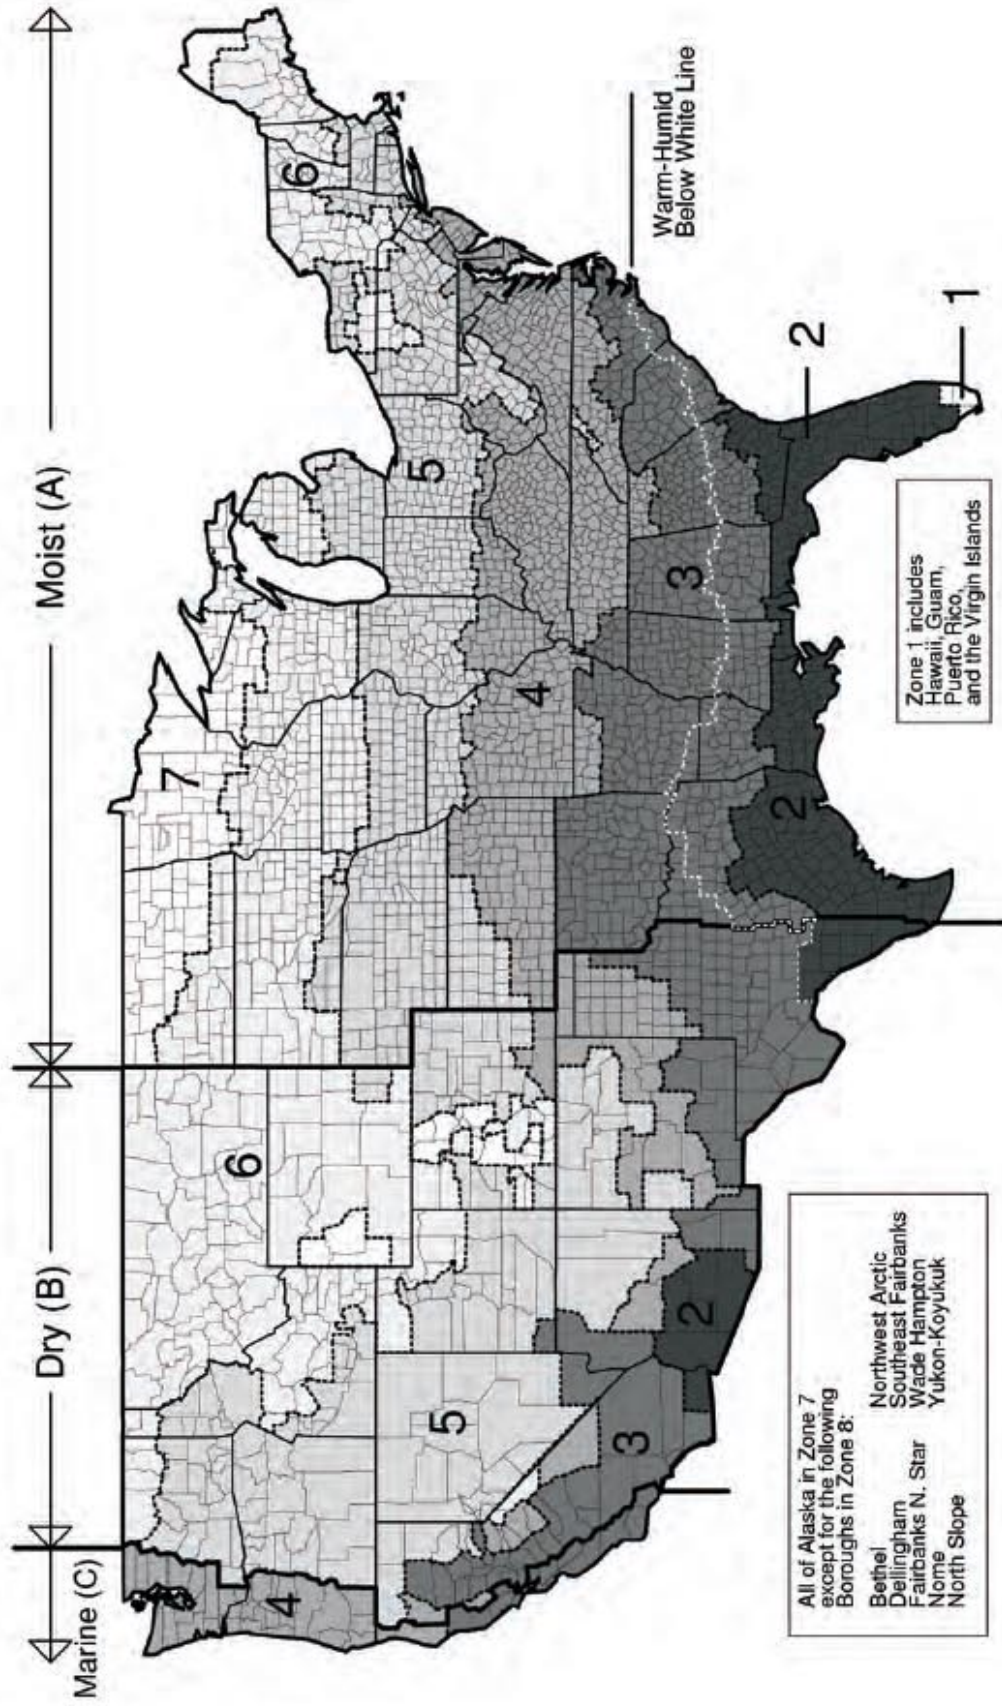 Marine (C)
Dry (B)
Moist (A)
7
6
6
5
5
4
4
3
3
2
2
2
1
Warm-Humid
Below White Line
All of Alaska in Zone 7
except for the following
Boroughs in Zone 8:
Bethel
Dellingham
Fairbanks N. Star
Nome
North Slope
Northwest Arctic
Southeast Fairbanks
Wade Hampton
Yukon-Koyukuk
Zone 1 includes
Hawaii, Guam,
Puerto Rico,
and the Virgin Islands